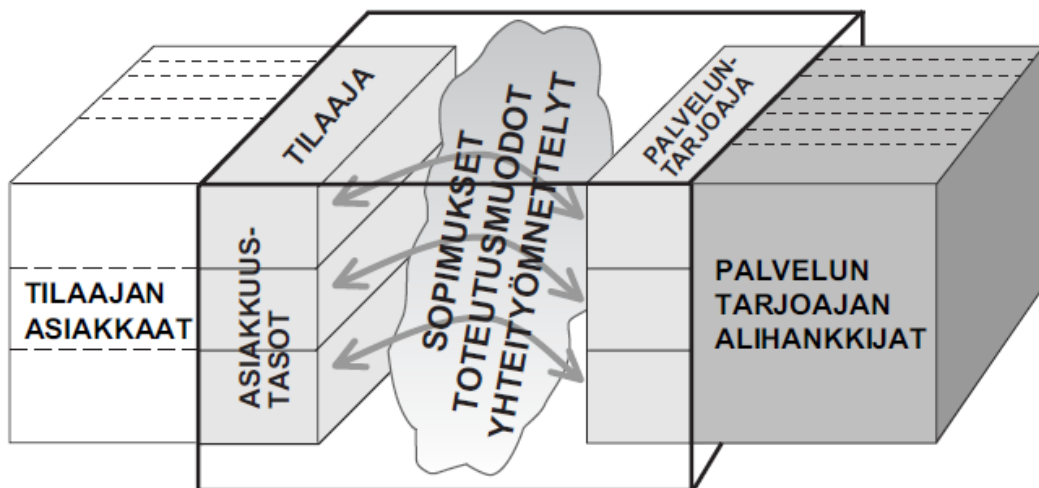 TILAAJA
PALVELUN-
TARJOAJA
SOPIMUKSET
TOTEUTUSMUODOT
YHTEITYÖMNETTELYT
ASIAKKUUS-
TASOT
TILAAJAN
ASIAKKAAT
PALVELUN
TARJOAJAN
ALIHANKKIJAT